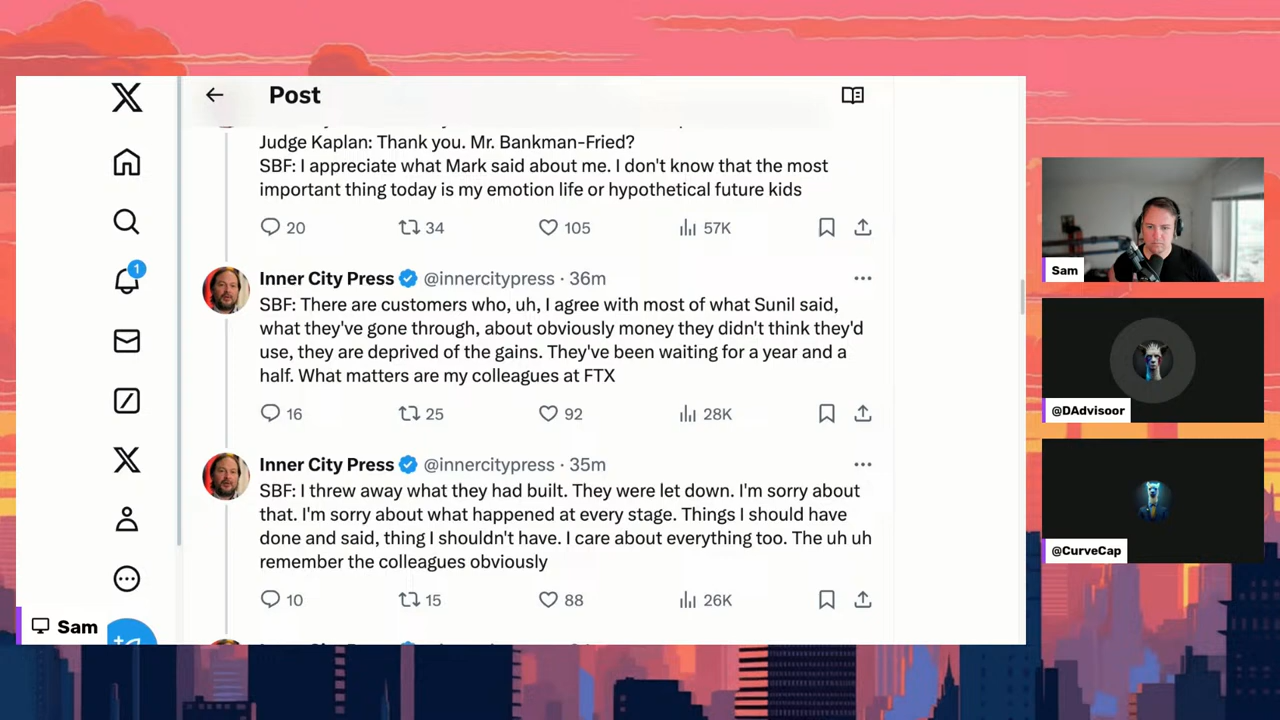 Post
Judge Kaplan: Thank you. Mr. Bankman-Fried?
SBF: I appreciate what Mark said about me. I don't know that the most
important thing today is my emotion life or hypothetical future kids
20 34 105 57K
Inner City Press @innercitypress · 36m
SBF: There are customers who, uh, I agree with most of what Sunil said,
what they've gone through, about obviously money they didn't think they'd
use, they are deprived of the gains. They've been waiting for a year and a
half. What matters are my colleagues at FTX
16 25 92 28K
Inner City Press @innercitypress · 35m
SBF: I threw away what they had built. They were let down. I'm sorry about
that. I'm sorry about what happened at every stage. Things I should have
done and said, thing I shouldn't have. I care about everything too. The uh uh
remember the colleagues obviously
10 15 88 26K
1
Sam
Sam
@DAdvisoor
@CurveCap